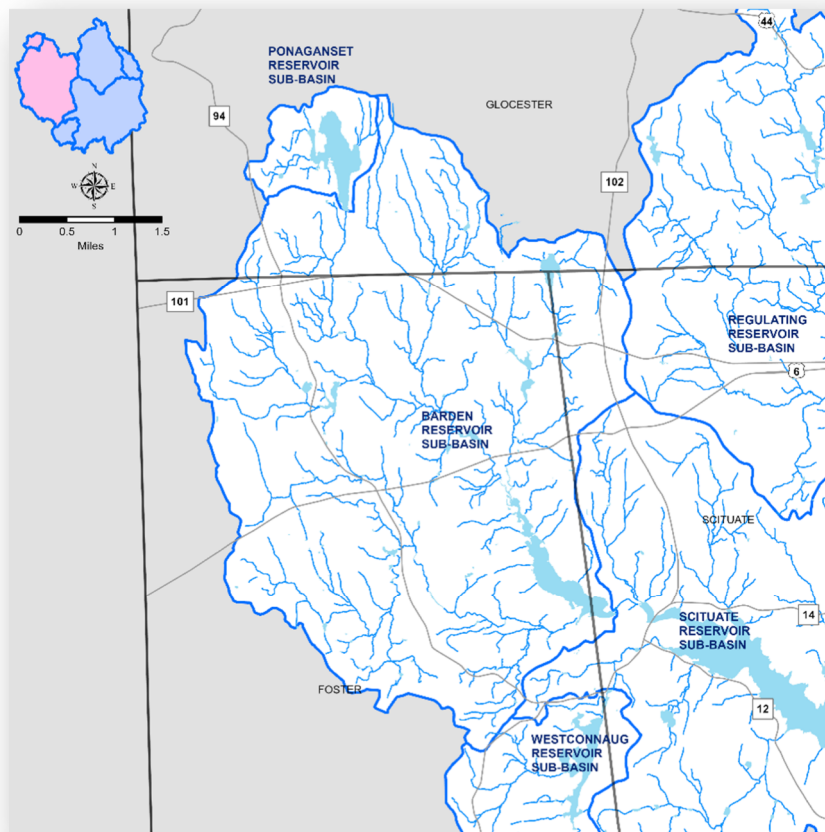 PONAGANSET
RESERVOIR
SUB-BASIN
44
GLOCESTER
94
102
N
W E
S
0 0.5 1 1.5
Miles
101
REGULATING
RESERVOIR
SUB-BASIN
6
BARDEN
RESERVOIR
SUB-BASIN
SCITUATE
14
SCITUATE
RESERVOIR
SUB-BASIN
FOSTER
12
WESTCONNAUG
RESERVOIR
SUB-BASIN